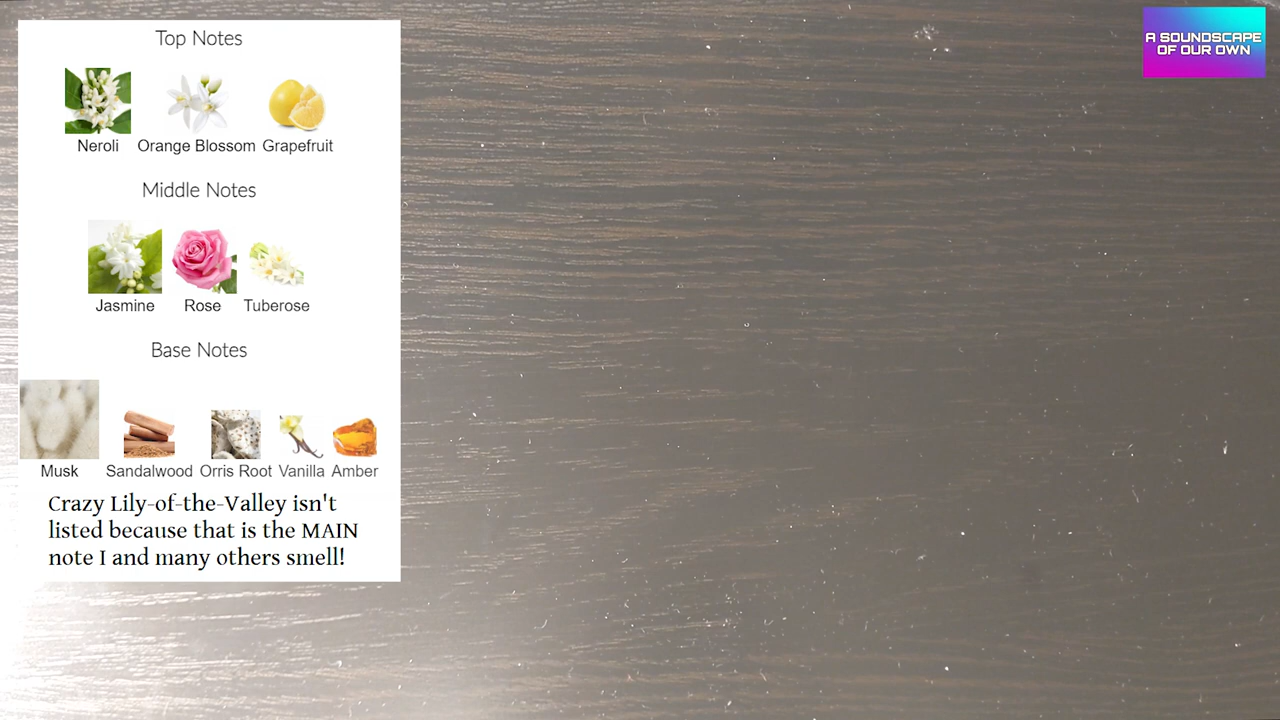 Top Notes
Neroli Orange Blossom Grapefruit
Middle Notes
Jasmine Rose Tuberose
Base Notes
Musk Sandalwood Orris Root Vanilla Amber
Crazy Lily-of-the-Valley isn't
listed because that is the MAIN
note I and many others smell!
A SOUNDSCAPE
OF OUR OWN